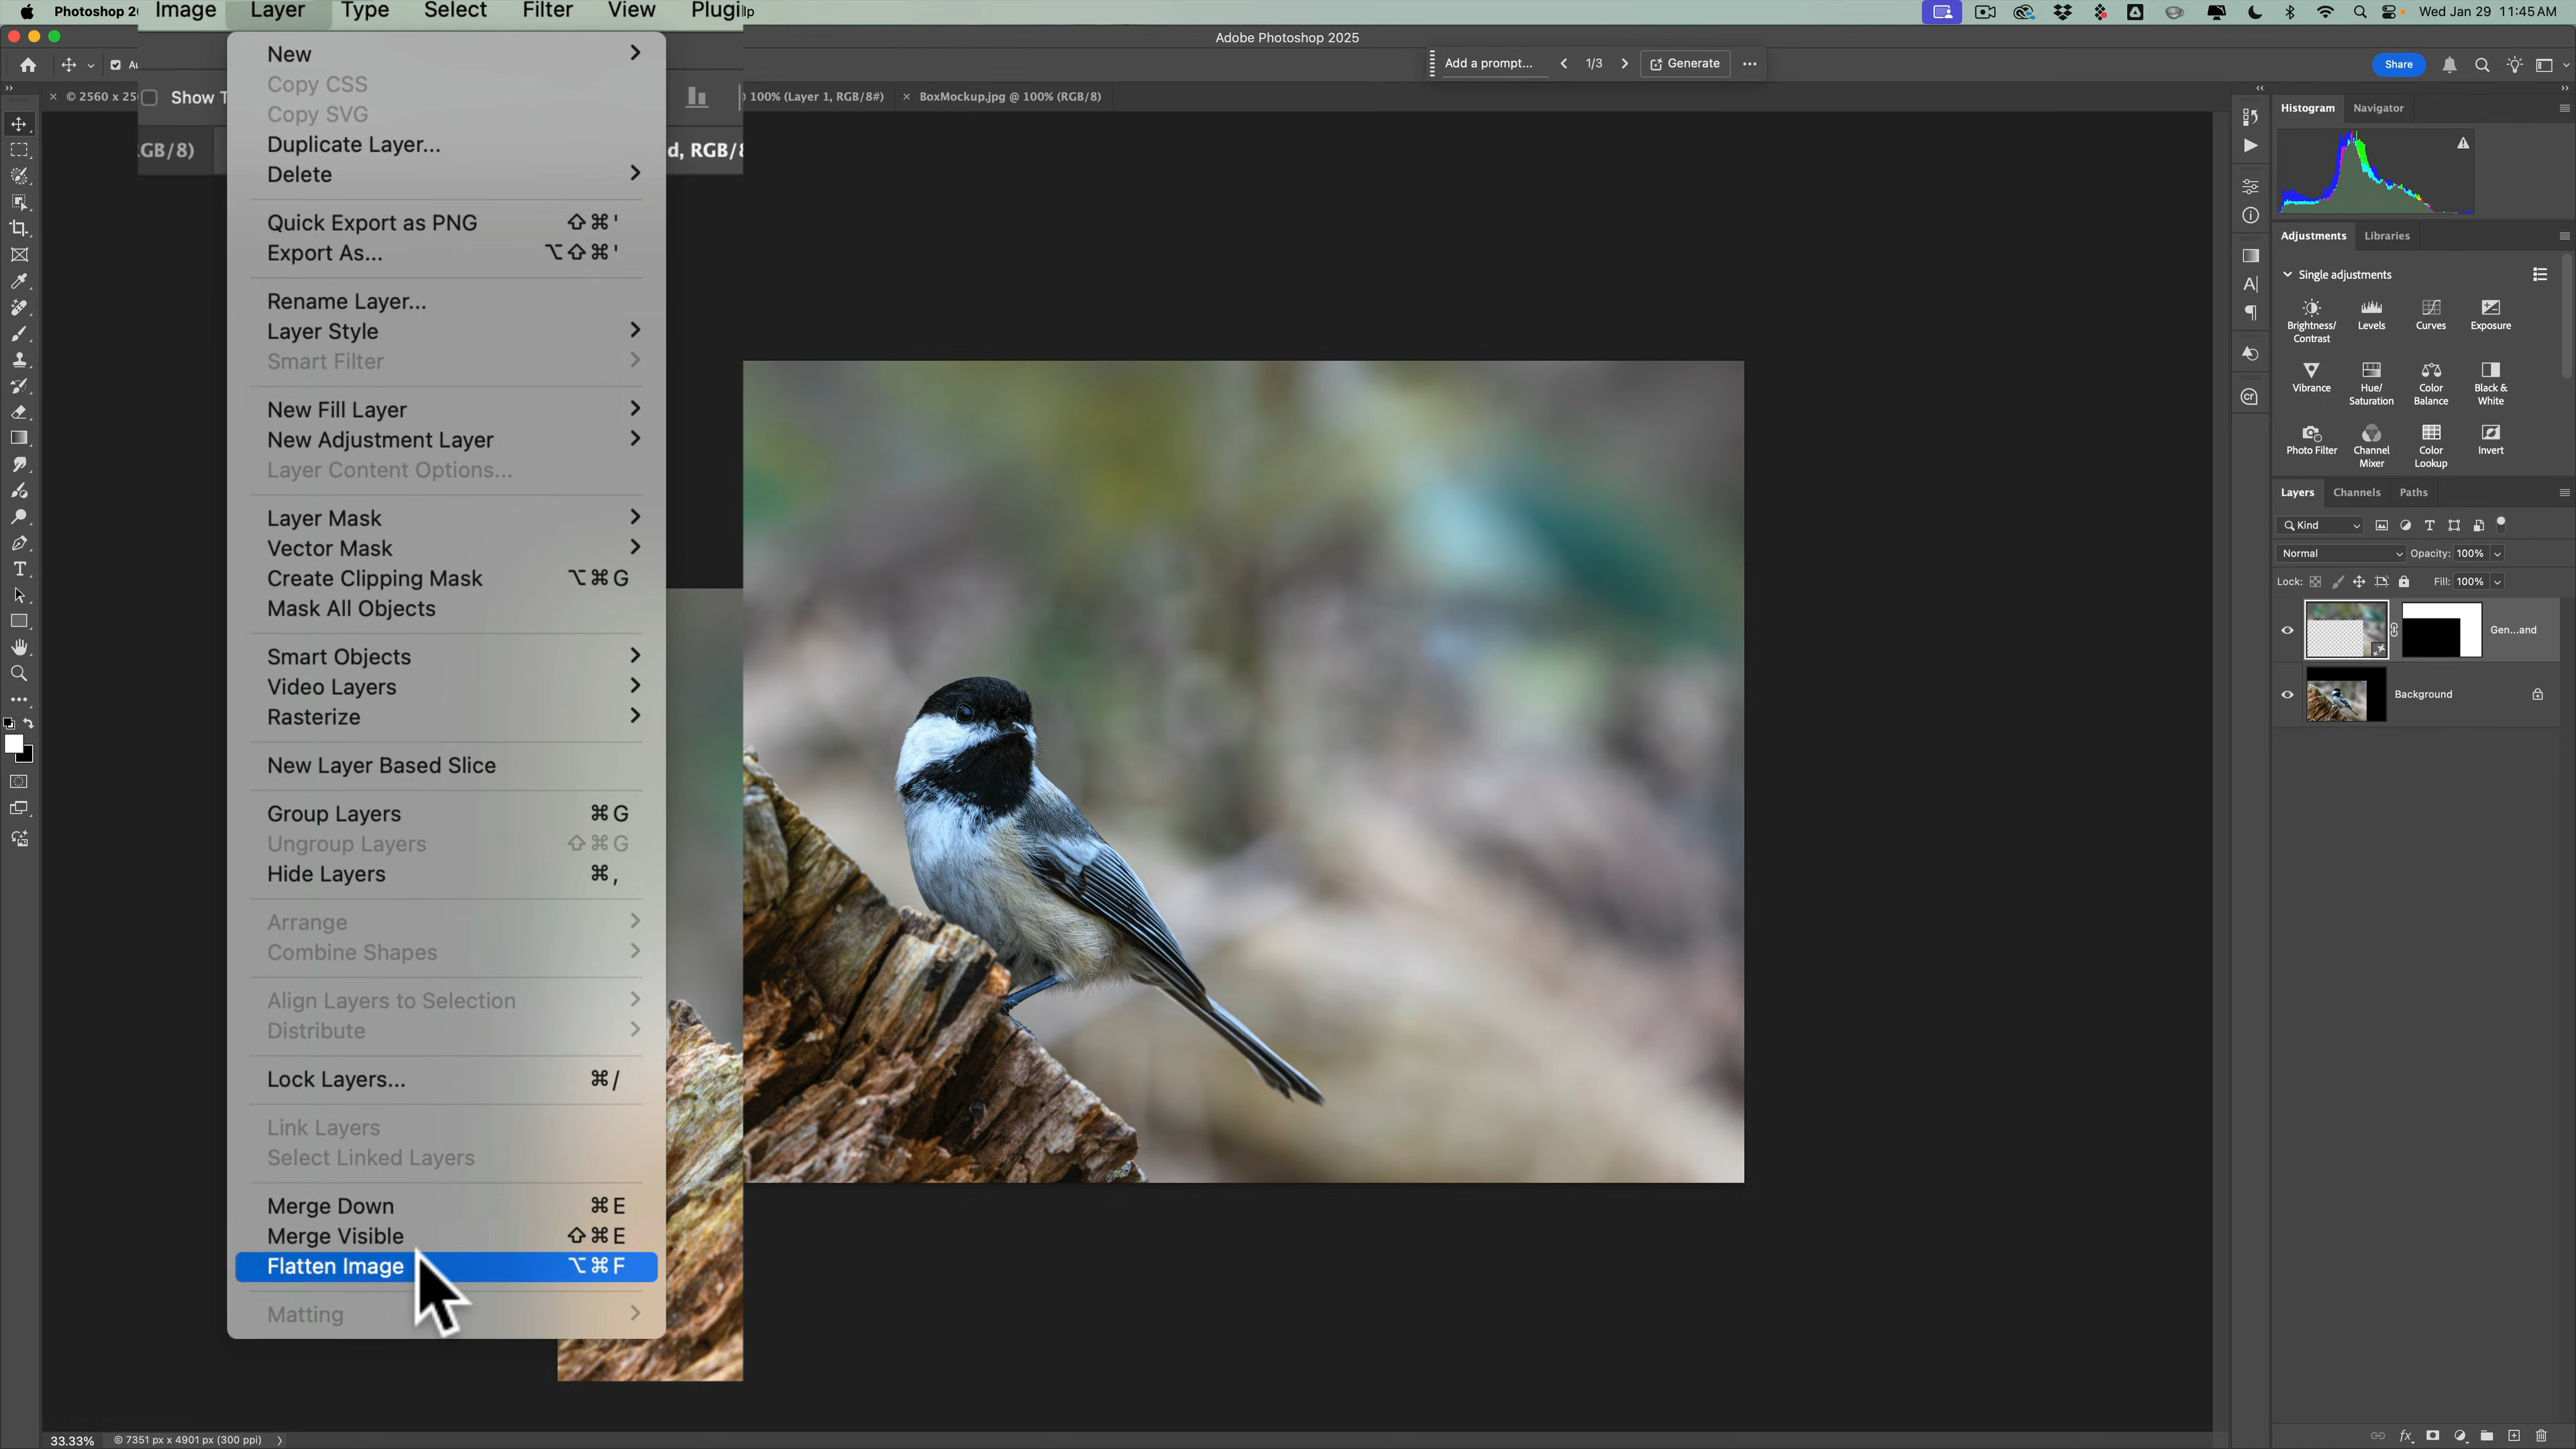 Photoshop 2 Image Layer Type Select Filter View Plugi lp Wed Jan 29 11:45 AM
Adobe Photoshop 2025
Add a prompt... 1/3 Generate Share
× © 2560 x 25 Show T 100% (Layer 1, RGB/8#) × BoxMockup.jpg @ 100% (RGB/8)
GB/8) d, RGB/8
New
Copy CSS
Copy SVG
Duplicate Layer...
Delete
Quick Export as PNG ⇧⌘'
Export As... ⌥⇧⌘'
Rename Layer...
Layer Style
Smart Filter
New Fill Layer
New Adjustment Layer
Layer Content Options...
Layer Mask
Vector Mask
Create Clipping Mask ⌥⌘G
Mask All Objects
Smart Objects
Video Layers
Rasterize
New Layer Based Slice
Group Layers ⌘G
Ungroup Layers ⇧⌘G
Hide Layers ⌘,
Arrange
Combine Shapes
Align Layers to Selection
Distribute
Lock Layers... ⌘/
Link Layers
Select Linked Layers
Merge Down ⌘E
Merge Visible ⇧⌘E
Flatten Image ⌥⌘F
Matting
Histogram Navigator
Adjustments Libraries
Single adjustments
Brightness/ Levels Curves Exposure
Contrast
Vibrance Hue/ Color Black &
Saturation Balance White
Photo Filter Channel Color Invert
Mixer Lookup
Layers Channels Paths
Kind
Normal Opacity: 100%
Lock: Fill: 100%
Gen...and
Background
33.33% © 7351 px x 4901 px (300 ppi)